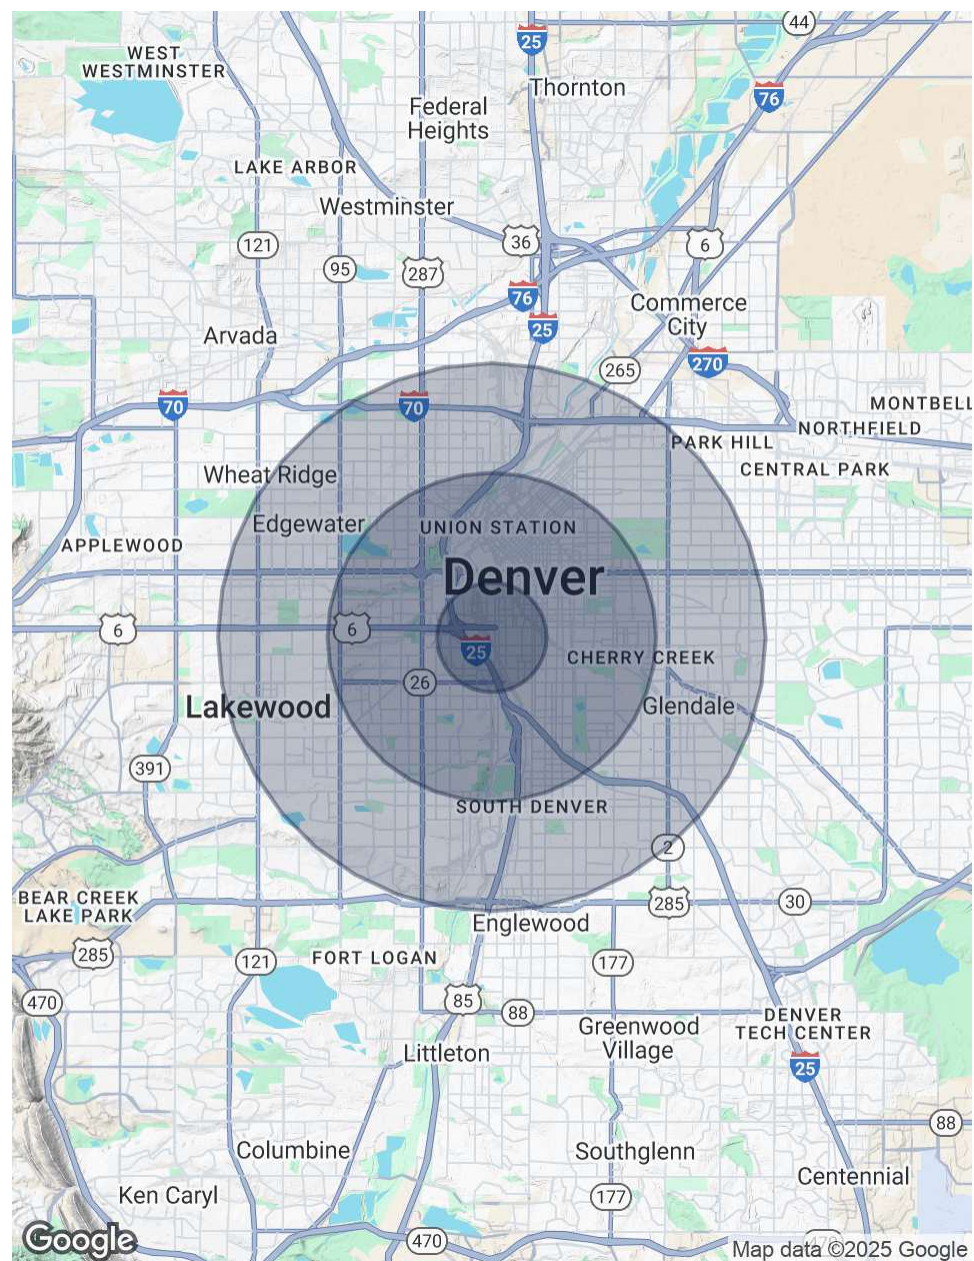 44
25
WEST
WESTMINSTER
Thornton
76
Federal
Heights
LAKE ARBOR
Westminster
36
121
6
95
287
76
Commerce
City
25
Arvada
270
265
70
70
MONTBELL
NORTHFIELD
PARK HILL
CENTRAL PARK
Wheat Ridge
Edgewater
UNION STATION
APPLEWOOD
Denver
6
6
25
CHERRY CREEK
26
Lakewood
Glendale
391
SOUTH DENVER
2
BEAR CREEK
LAKE PARK
285
30
Englewood
285
121
FORT LOGAN
177
470
85
88
DENVER
TECH CENTER
Greenwood
Village
Littleton
25
88
Columbine
Southglenn
Centennial
Ken Caryl
177
Google
470
470
Map data ©2025 Google